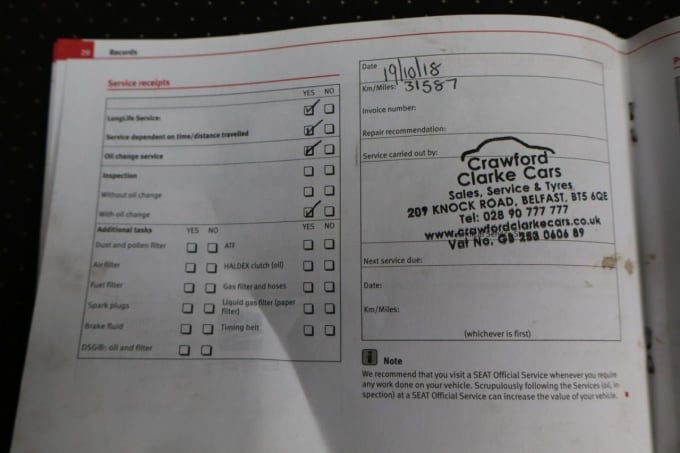 20 Records
Service receipts
YES NO
LongLife Service:
Service dependent on time/distance travelled
Oil change service
Inspection
Without oil change
With oil change
Additional tasks YES NO YES NO
Dust and pollen filter ATF
Air filter HALDEX clutch (oil)
Fuel filter Gas filter and hoses
Spark plugs Liquid gas filter (paper
filter)
Brake fluid Timing belt
DSG®: oil and filter
Date 19/10/18
Km/Miles: 31587
Invoice number:
Repair recommendation:
Service carried out by:
Crawford
Clarke Cars
Sales, Service & Tyres
209 KNOCK ROAD, BELFAST, BT5 6QE
Tel: 028 90 777 777
www.crawfordclarkecars.co.uk
Vat No. GB 253 0606 89
Next service due:
Date:
Km/Miles:
(whichever is first)
i Note
We recommend that you visit a SEAT Official Service whenever you require
any work done on your vehicle. Scrupulously following the Services (oil, in-
spection) at a SEAT Official Service can increase the value of your vehicle.